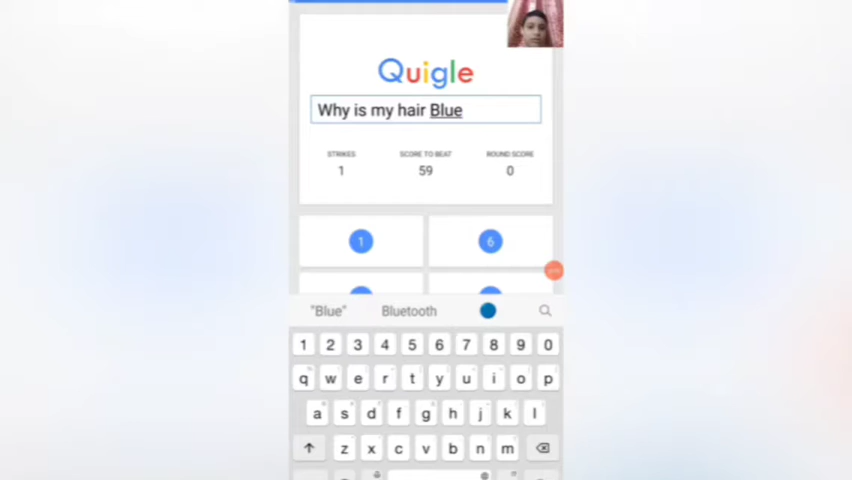 Quigle
Why is my hair Blue
STRIKES SCORE TO BEAT ROUND SCORE
1 59 0
1 6
"Blue" Bluetooth
1 2 3 4 5 6 7 8 9 0
q w e r t y u i o p
a s d f g h j k l
z x c v b n m